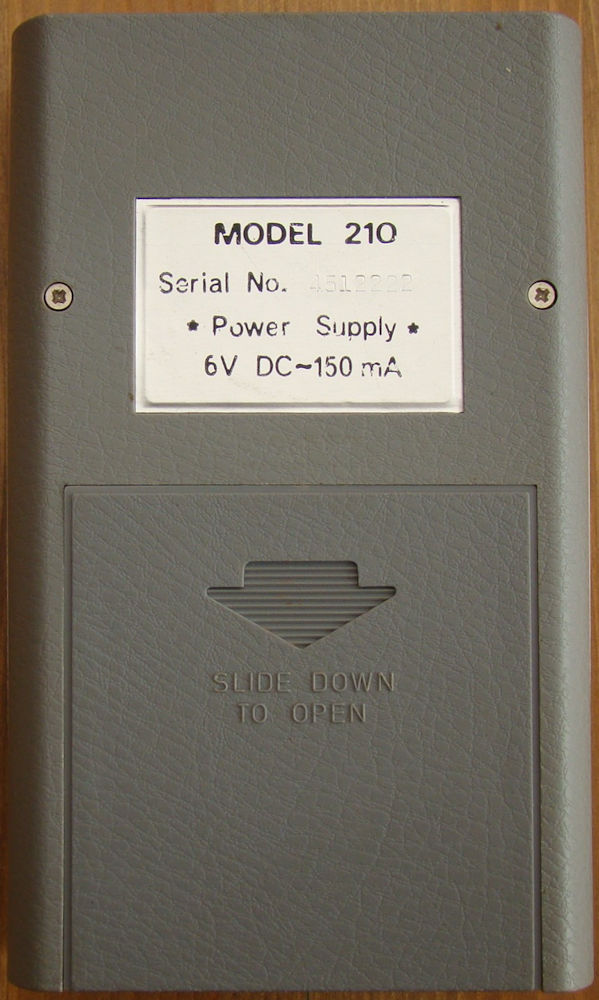 MODEL 210
Serial No. 4512222
* Power Supply *
6V DC~150 mA
SLIDE DOWN
TO OPEN